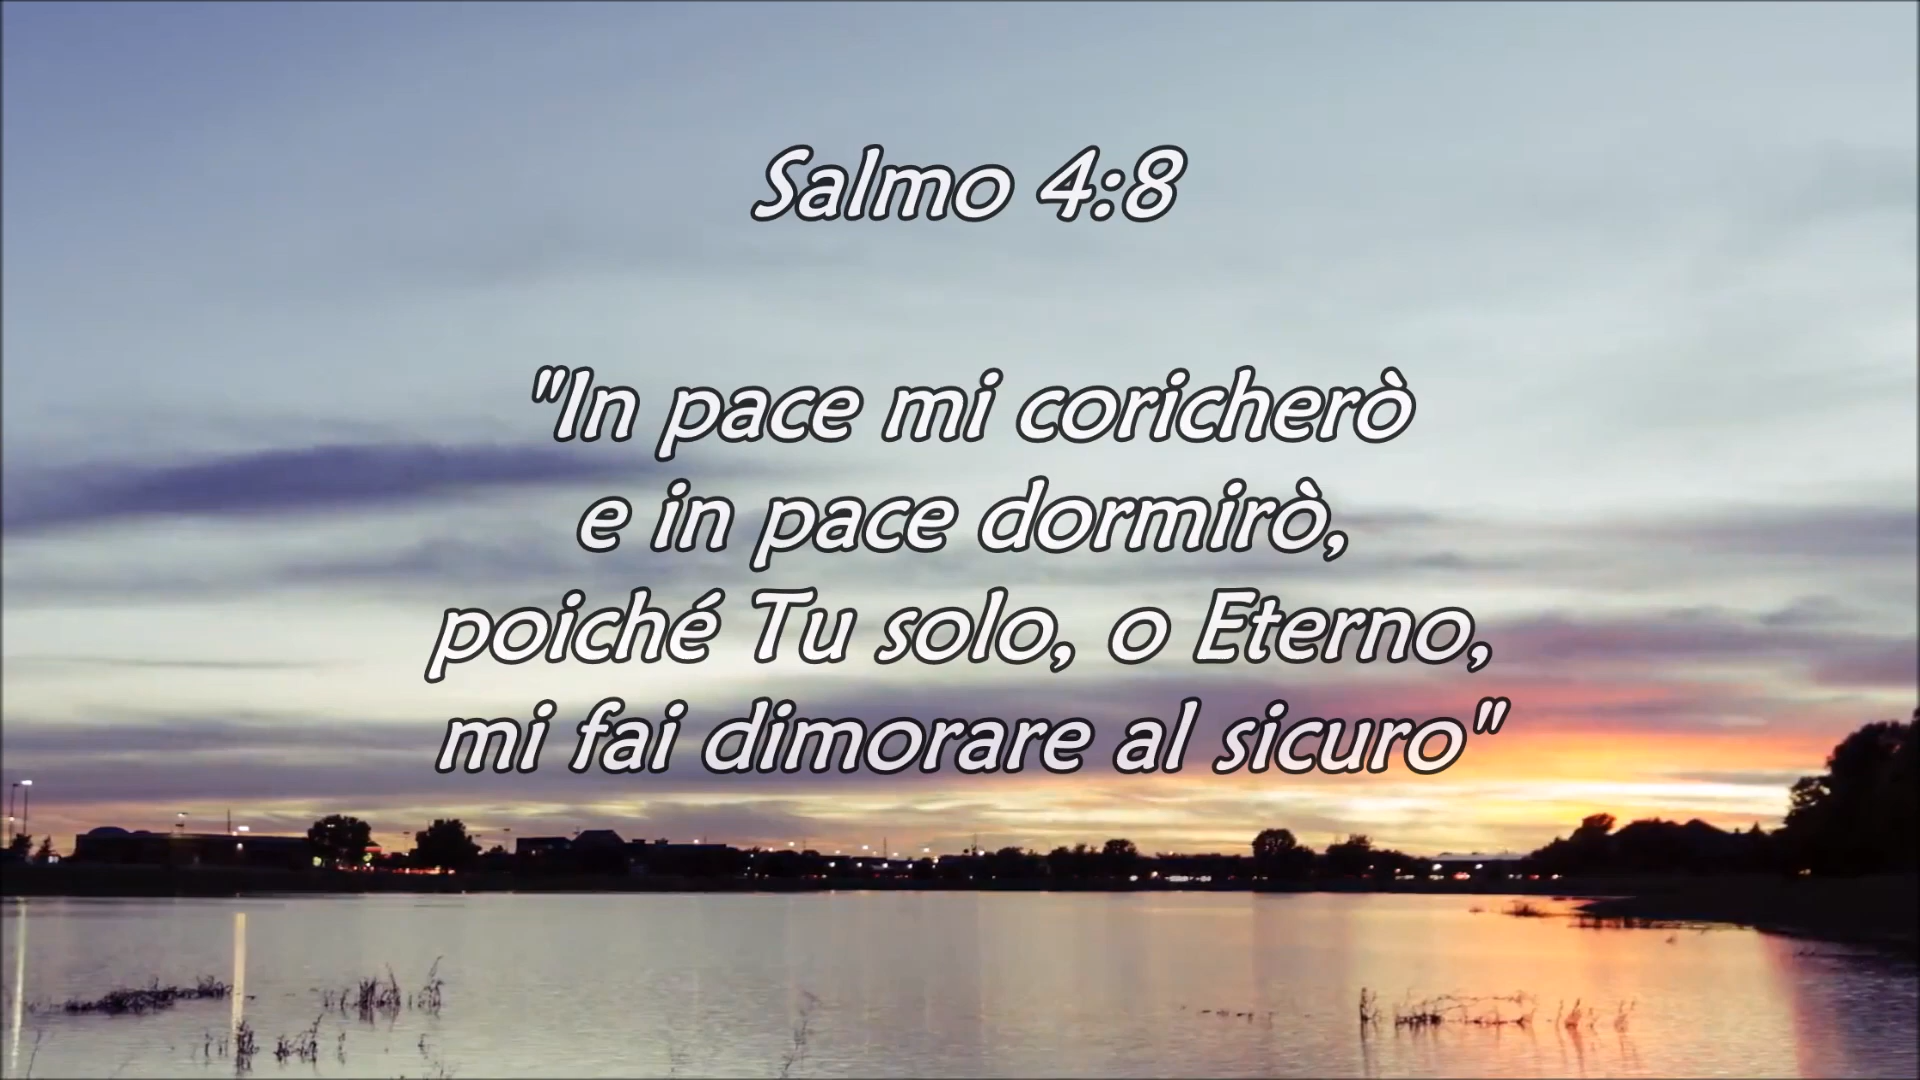 Salmo 4:8
"In pace mi coricherò
e in pace dormirò,
poiché Tu solo, o Eterno,
mi fai dimorare al sicuro"